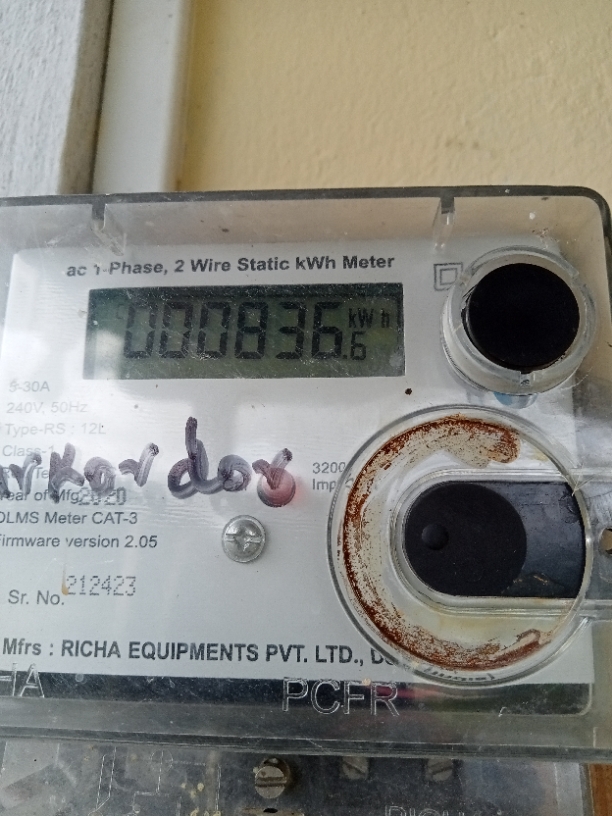 ac 1-Phase, 2 Wire Static kWh Meter
000836.6 kWh
5-30A
240V, 50Hz
Type-RS : 12L
Class-1
3200
Year of Mfg. 2020
DLMS Meter CAT-3
Firmware version 2.05
Sr. No. 212423
Mfrs : RICHA EQUIPMENTS PVT. LTD.,
PCFR